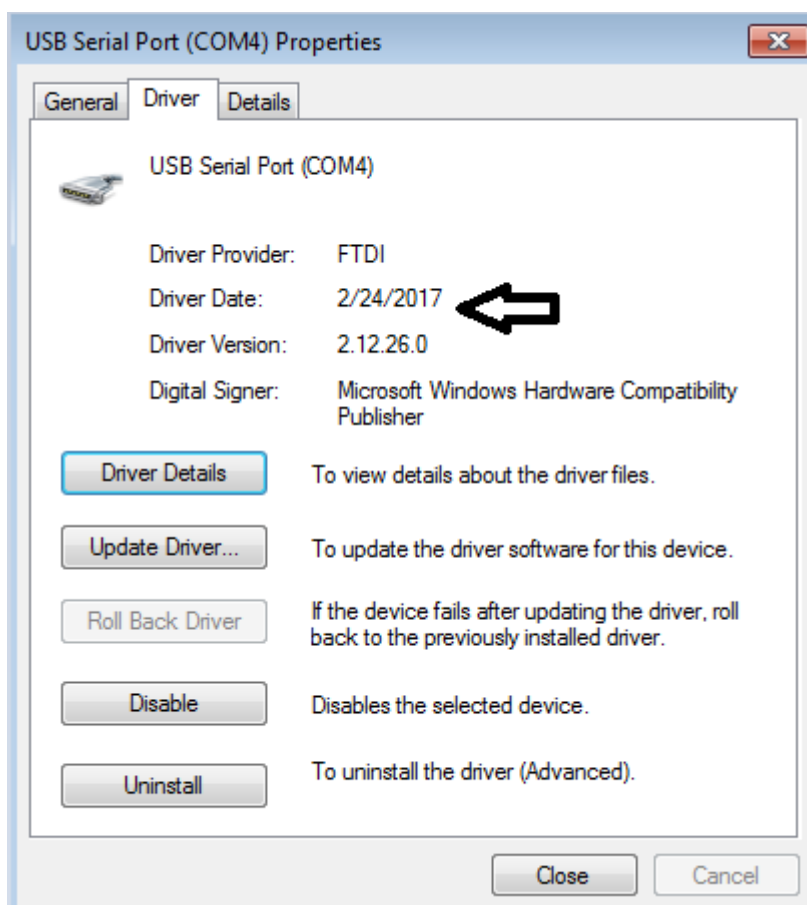 USB Serial Port (COM4) Properties
General Driver Details
USB Serial Port (COM4)
Driver Provider: FTDI
Driver Date: 2/24/2017
Driver Version: 2.12.26.0
Digital Signer: Microsoft Windows Hardware Compatibility
Publisher
Driver Details To view details about the driver files.
Update Driver... To update the driver software for this device.
Roll Back Driver If the device fails after updating the driver, roll
back to the previously installed driver.
Disable Disables the selected device.
Uninstall To uninstall the driver (Advanced).
Close Cancel